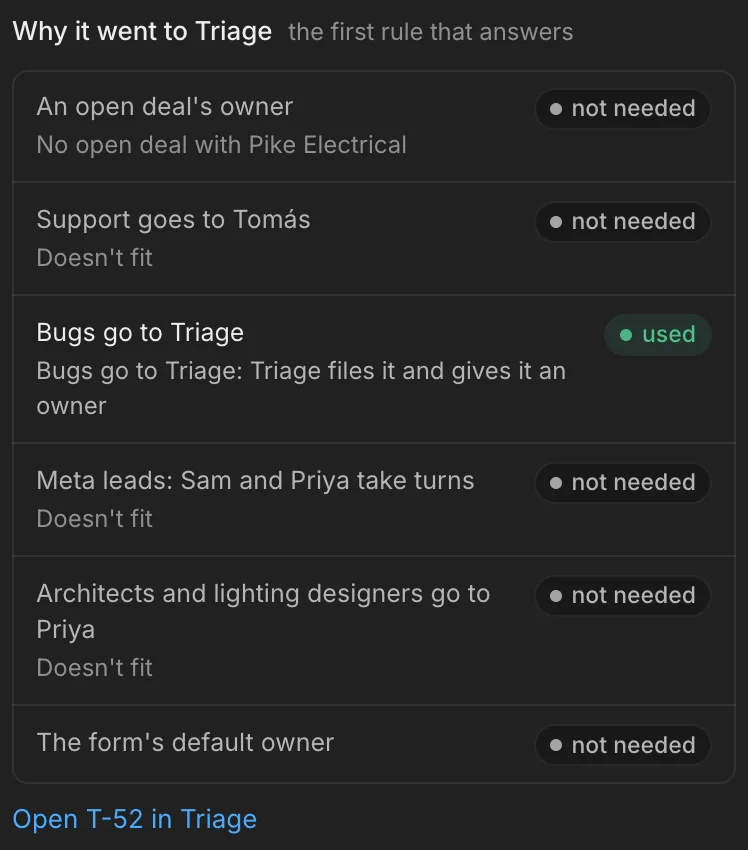 Why it went to Triage the first rule that answers
An open deal's owner
not needed
No open deal with Pike Electrical
Support goes to Tomás
not needed
Doesn't fit
Bugs go to Triage
used
Bugs go to Triage: Triage files it and gives it an
owner
Meta leads: Sam and Priya take turns
not needed
Doesn't fit
Architects and lighting designers go to
Priya
not needed
Doesn't fit
The form's default owner
not needed
Open T-52 in Triage